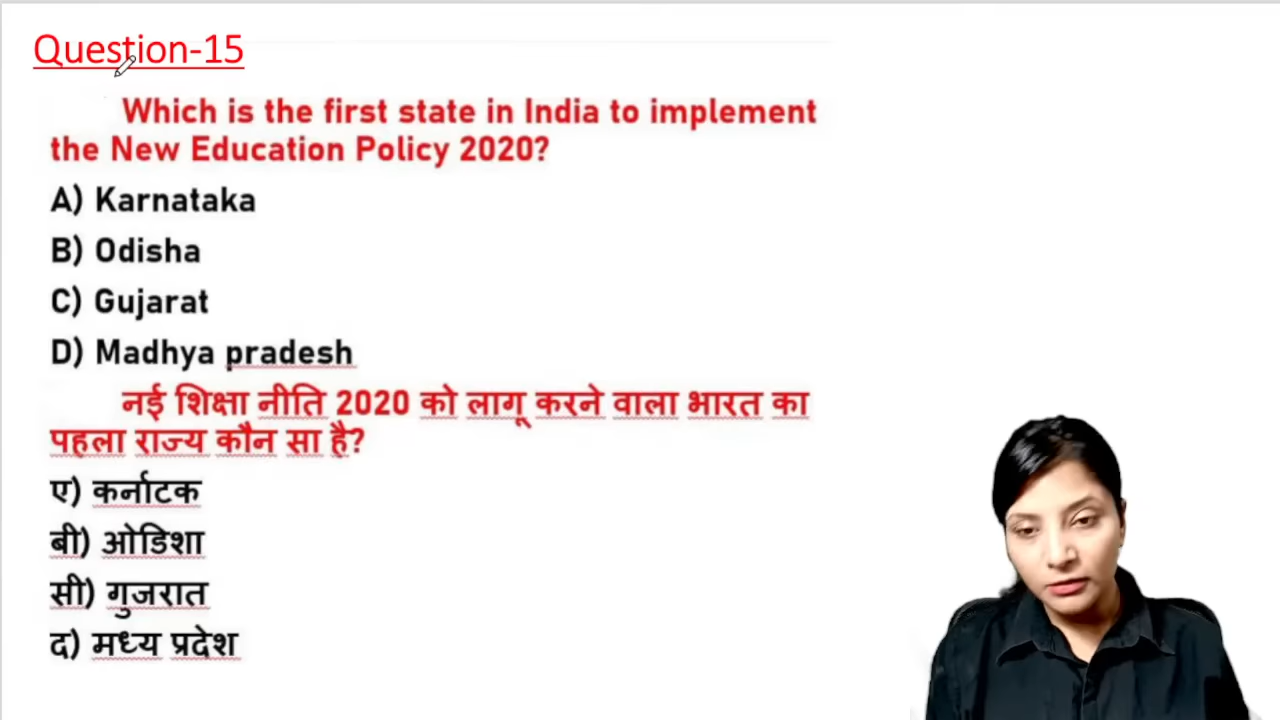 Question-15
Which is the first state in India to implement
the New Education Policy 2020?
A) Karnataka
B) Odisha
C) Gujarat
D) Madhya pradesh
नई शिक्षा नीति 2020 को लागू करने वाला भारत का
पहला राज्य कौन सा है?
ए) कर्नाटक
बी) ओडिशा
सी) गुजरात
द) मध्य प्रदेश